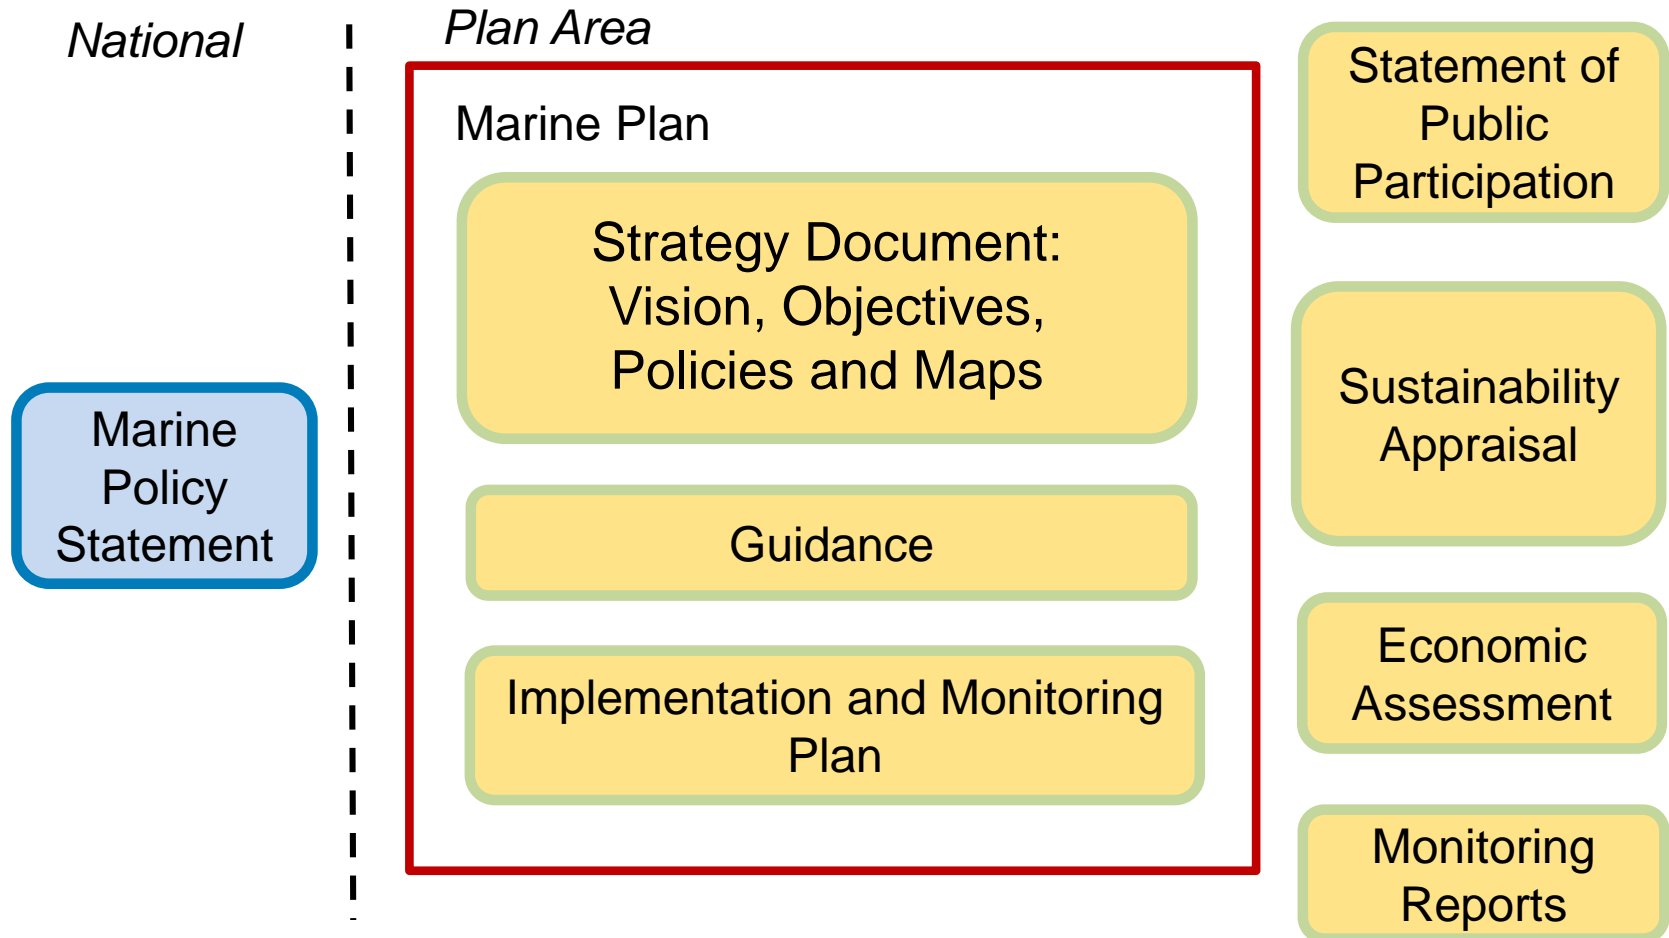 National
Plan Area
Marine Policy Statement
Marine Plan
Strategy Document:
Vision, Objectives,
Policies and Maps
Guidance
Implementation and Monitoring
Plan
Statement of
Public
Participation
Sustainability
Appraisal
Economic
Assessment
Monitoring
Reports